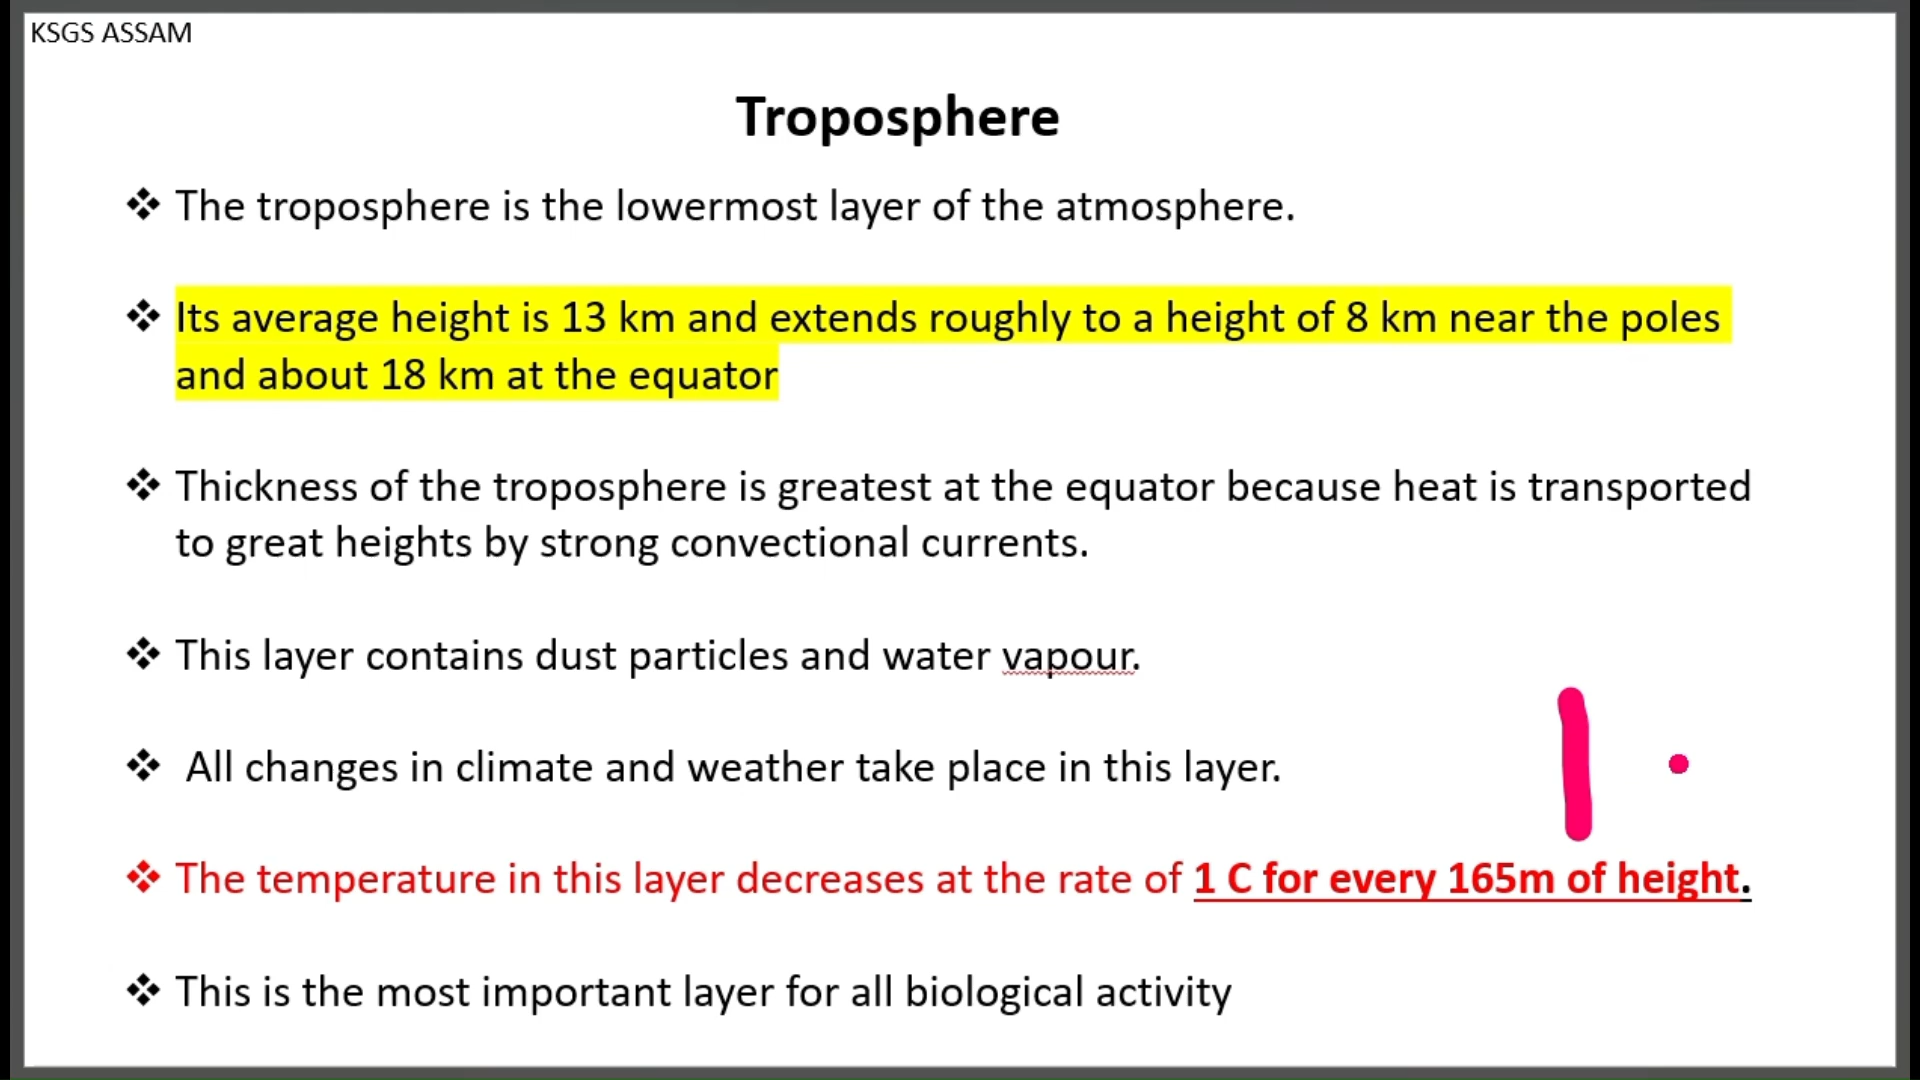 KSGS ASSAM
Troposphere
❖ The troposphere is the lowermost layer of the atmosphere.
❖ Its average height is 13 km and extends roughly to a height of 8 km near the poles
and about 18 km at the equator
❖ Thickness of the troposphere is greatest at the equator because heat is transported
to great heights by strong convectional currents.
❖ This layer contains dust particles and water vapour.
❖ All changes in climate and weather take place in this layer.
❖ The temperature in this layer decreases at the rate of 1 C for every 165m of height.
❖ This is the most important layer for all biological activity